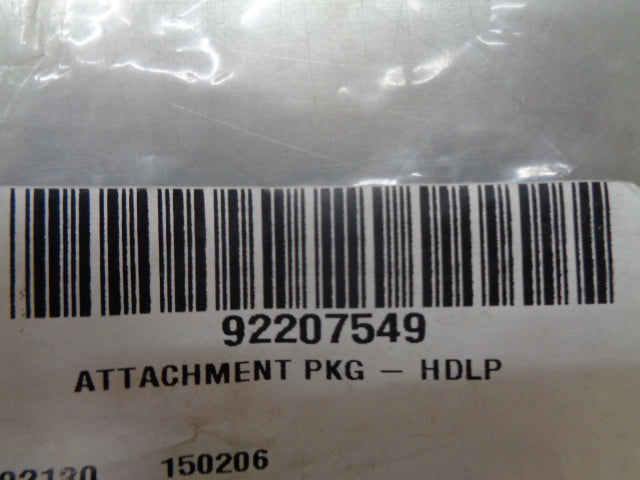 92207549
ATTACHMENT PKG – HDLP
150206